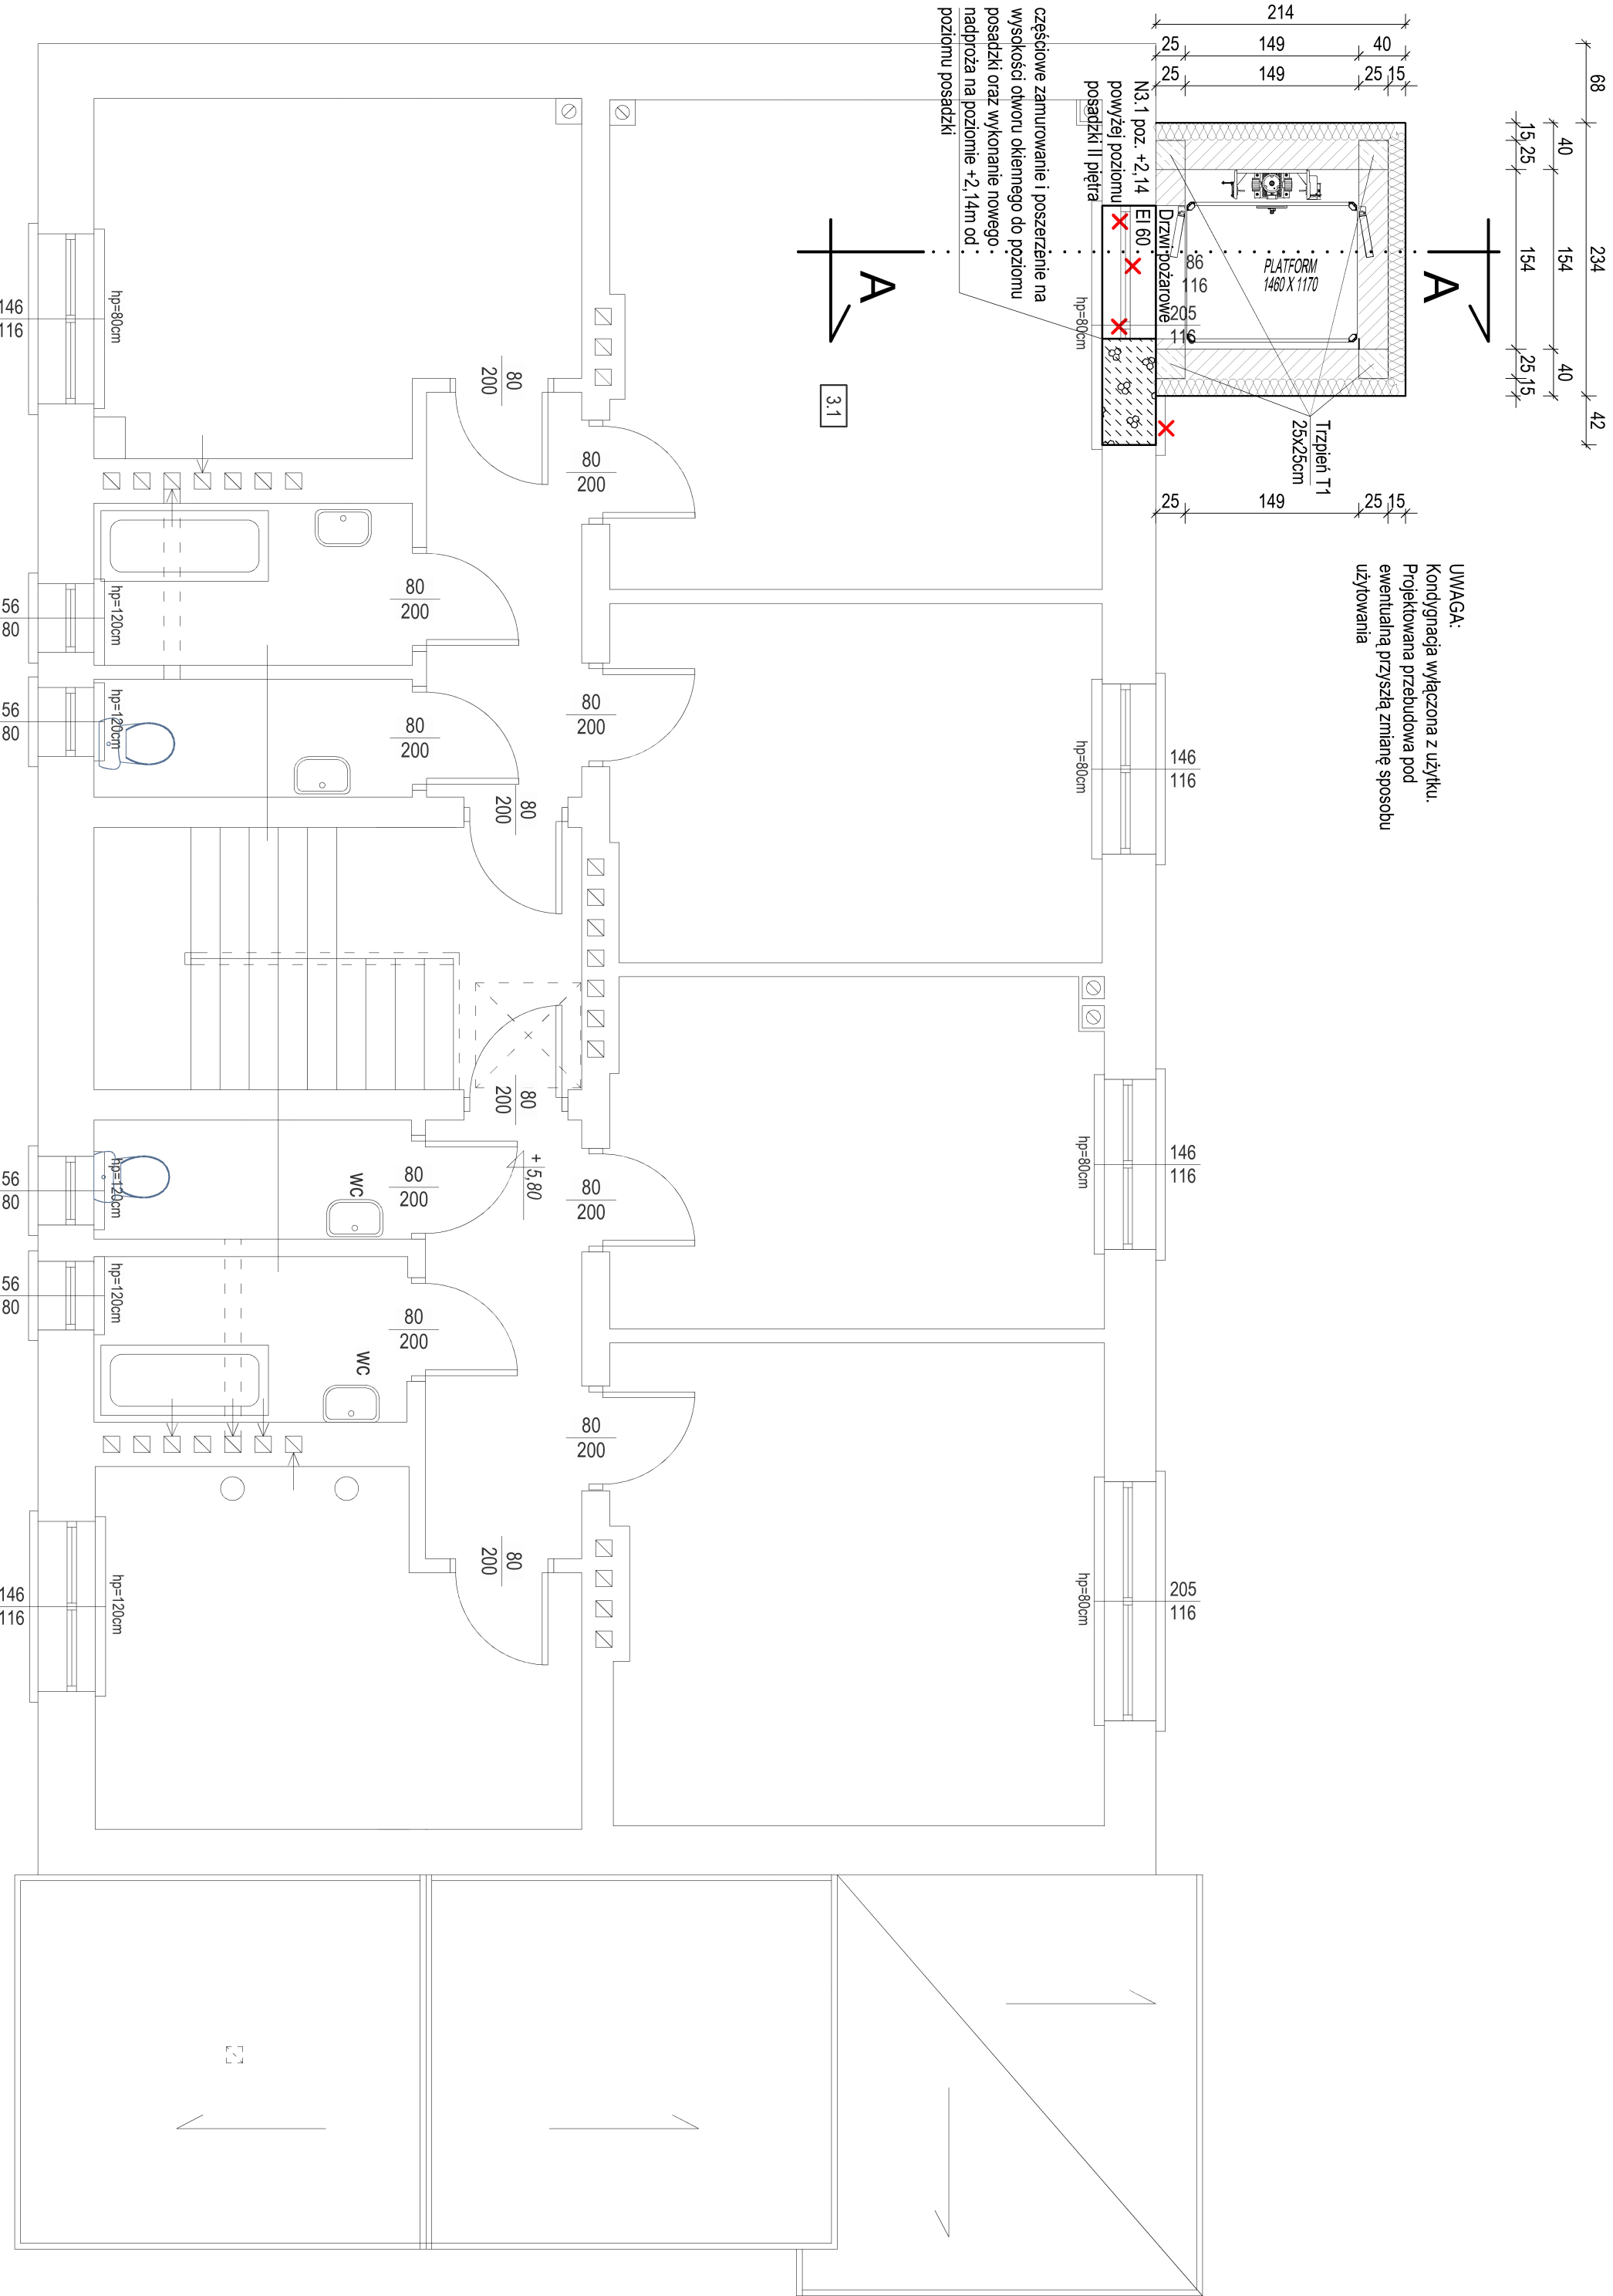 68
234
42
40
154
40
15
25
154
25
15
214
25
149
40
25
149
25
15
25
149
25
15
A
A
PLATFORM
1460 X 1170
Trzpień T1
25x25cm
86
116
205
116
Drzwi pożarowe
EI 60
N3.1 poz. +2,14
powyżej poziomu
posadzki II piętra
hp=80cm
częściowe zamurowanie i poszerzenie na
wysokości otworu okiennego do poziomu
posadzki oraz wykonanie nowego
nadproża na poziomie +2,14m od
poziomu posadzki
3.1
UWAGA:
Kondygnacja wyłączona z użytku.
Projektowana przebudowa pod
ewentualną przyszłą zmianę sposobu
użytowania
146
116
hp=80cm
146
116
hp=80cm
205
116
hp=80cm
80
200
80
200
80
200
80
200
80
200
80
200
80
200
80
200
+ 5,80
80
200
80
200
80
200
80
200
WC
WC
hp=80cm
146
116
hp=120cm
56
80
hp=120cm
56
80
hp=120cm
56
80
hp=120cm
56
80
hp=120cm
146
116